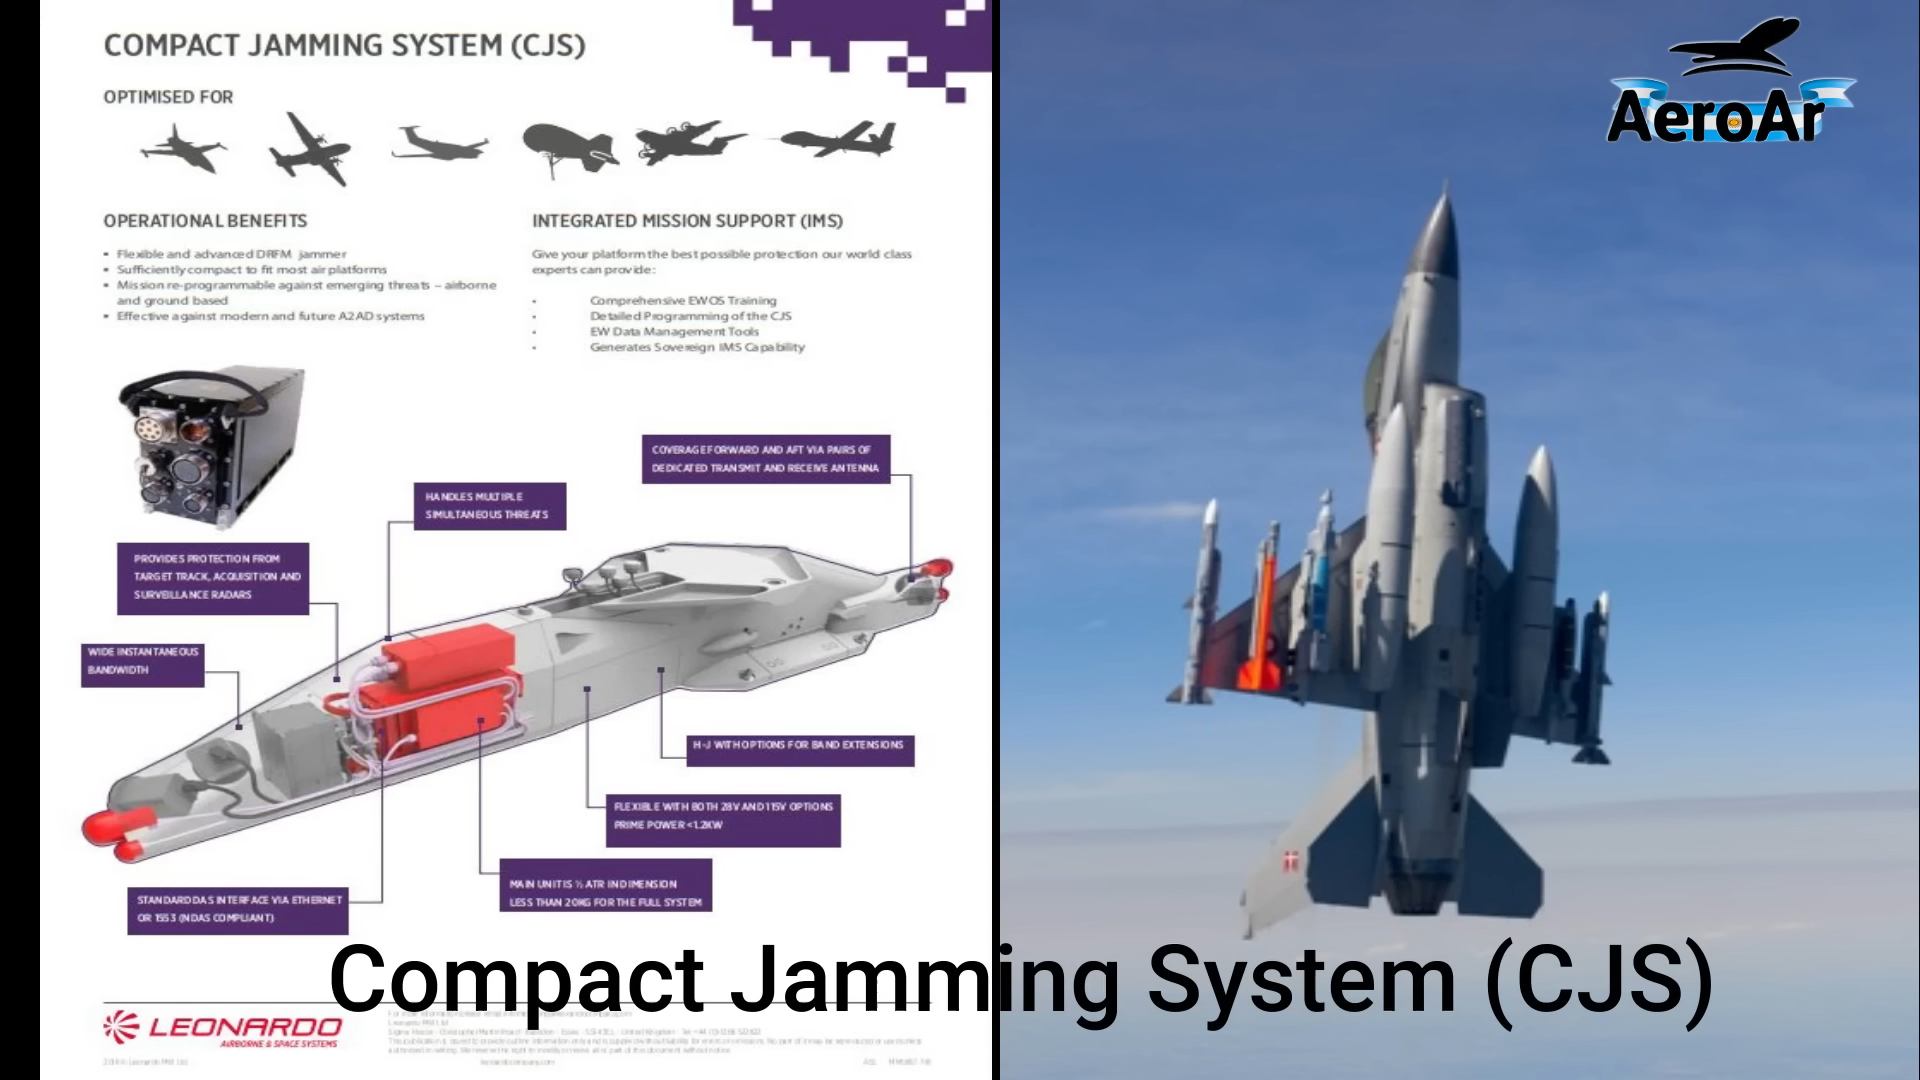 COMPACT JAMMING SYSTEM (CJS)
OPTIMISED FOR
OPERATIONAL BENEFITS
▪ Flexible and advanced DRFM jammer
▪ Sufficiently compact to fit most air platforms
▪ Mission re-programmable against emerging threats – airborne
and ground based
▪ Effective against modern and future A2AD systems
INTEGRATED MISSION SUPPORT (IMS)
Give your platform the best possible protection our world class
experts can provide:
• Comprehensive EWOS Training
• Detailed Programming of the CJS
• EW Data Management Tools
• Generates Sovereign IMS Capability
COVERAGE FORWARD AND AFT VIA PAIRS OF
DEDICATED TRANSMIT AND RECEIVE ANTENNA
HANDLES MULTIPLE
SIMULTANEOUS THREATS
PROVIDES PROTECTION FROM
TARGET TRACK, ACQUISITION AND
SURVEILLANCE RADARS
WIDE INSTANTANEOUS
BANDWIDTH
H-J WITH OPTIONS FOR BAND EXTENSIONS
FLEXIBLE WITH BOTH 28V AND 115V OPTIONS
PRIME POWER <1.2KW
MAIN UNIT IS ½ ATR IN DIMENSION
LESS THAN 20KG FOR THE FULL SYSTEM
STANDARD DAS INTERFACE VIA ETHERNET
OR 1553 (NDAS COMPLIANT)
Compact Jamming System (CJS)
LEONARDO
AIRBORNE & SPACE SYSTEMS
leonardocompany.com
AeroAr